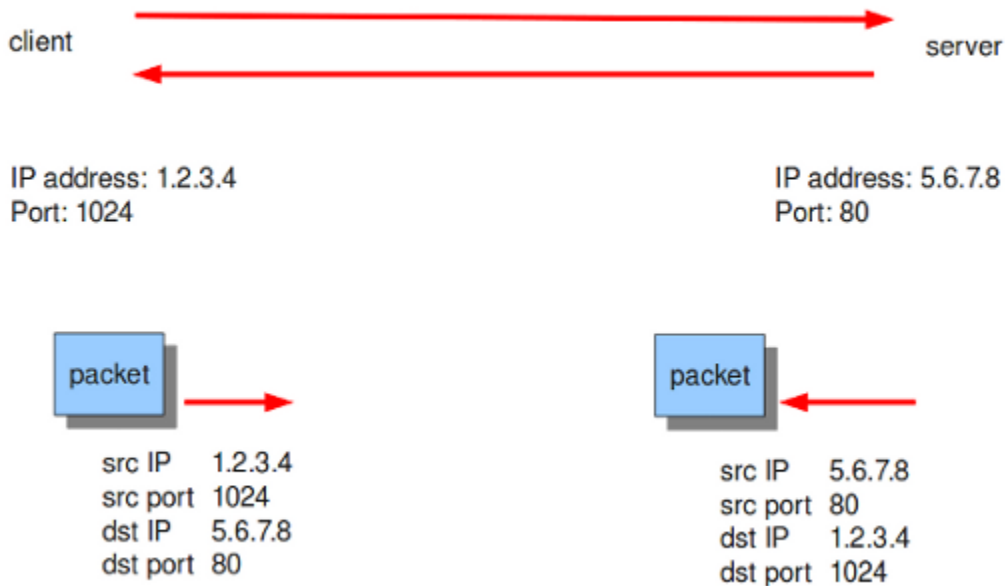 client
server
IP address: 1.2.3.4
Port: 1024
IP address: 5.6.7.8
Port: 80
packet
src IP 1.2.3.4
src port 1024
dst IP 5.6.7.8
dst port 80
packet
src IP 5.6.7.8
src port 80
dst IP 1.2.3.4
dst port 1024